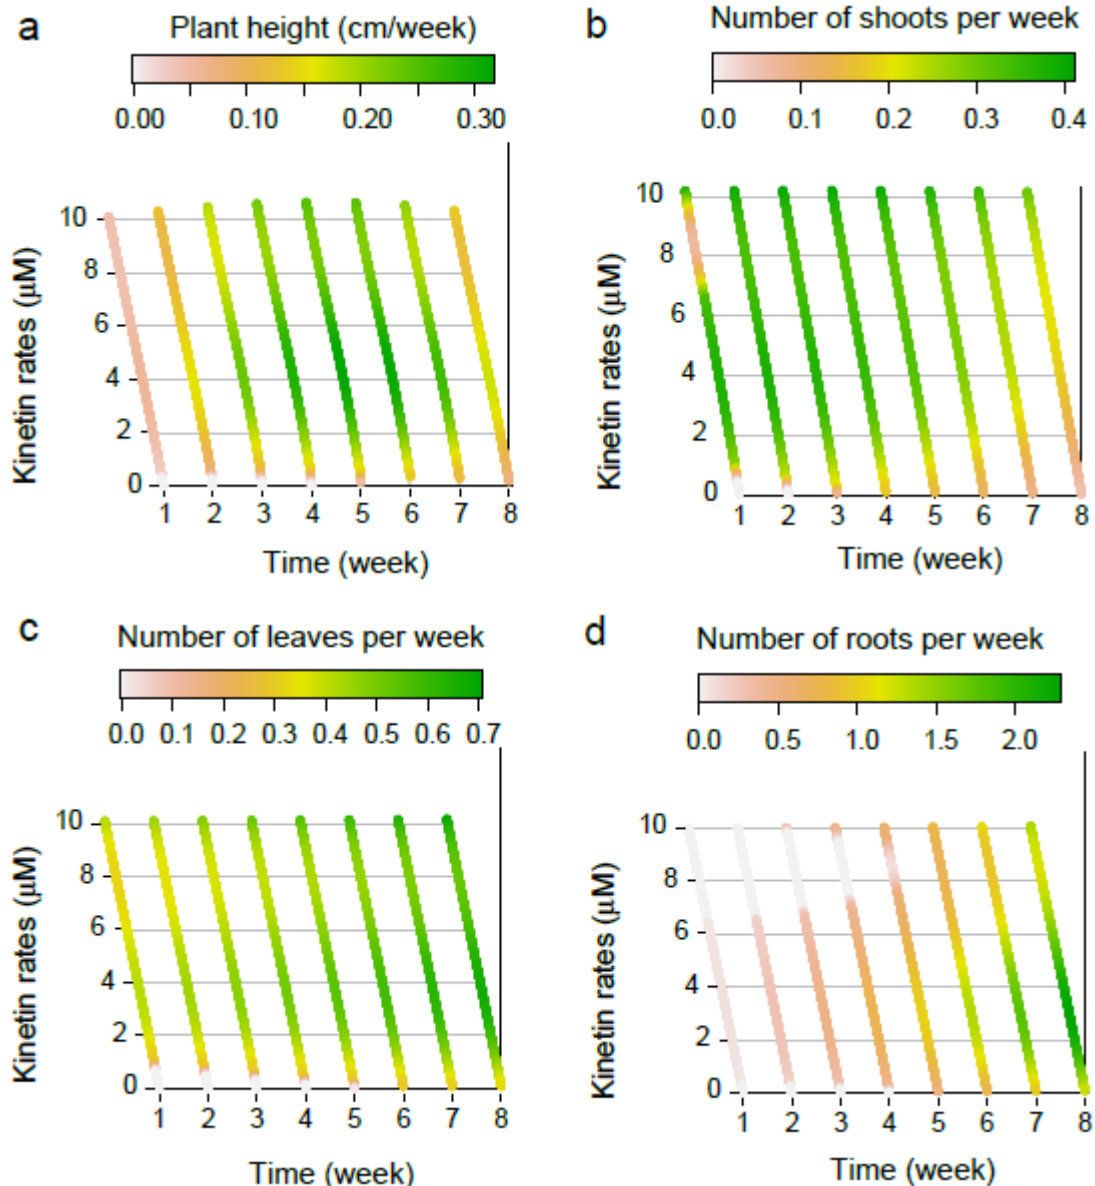 a
Plant height (cm/week)
0.00 0.10 0.20 0.30
Kinetin rates (μM)
10
8
6
4
2
0
1 2 3 4 5 6 7 8
Time (week)
b
Number of shoots per week
0.0 0.1 0.2 0.3 0.4
Kinetin rates (μM)
10
8
6
4
2
0
1 2 3 4 5 6 7 8
Time (week)
c
Number of leaves per week
0.0 0.1 0.2 0.3 0.4 0.5 0.6 0.7
Kinetin rates (μM)
10
8
6
4
2
0
1 2 3 4 5 6 7 8
Time (week)
d
Number of roots per week
0.0 0.5 1.0 1.5 2.0
Kinetin rates (μM)
10
8
6
4
2
0
1 2 3 4 5 6 7 8
Time (week)